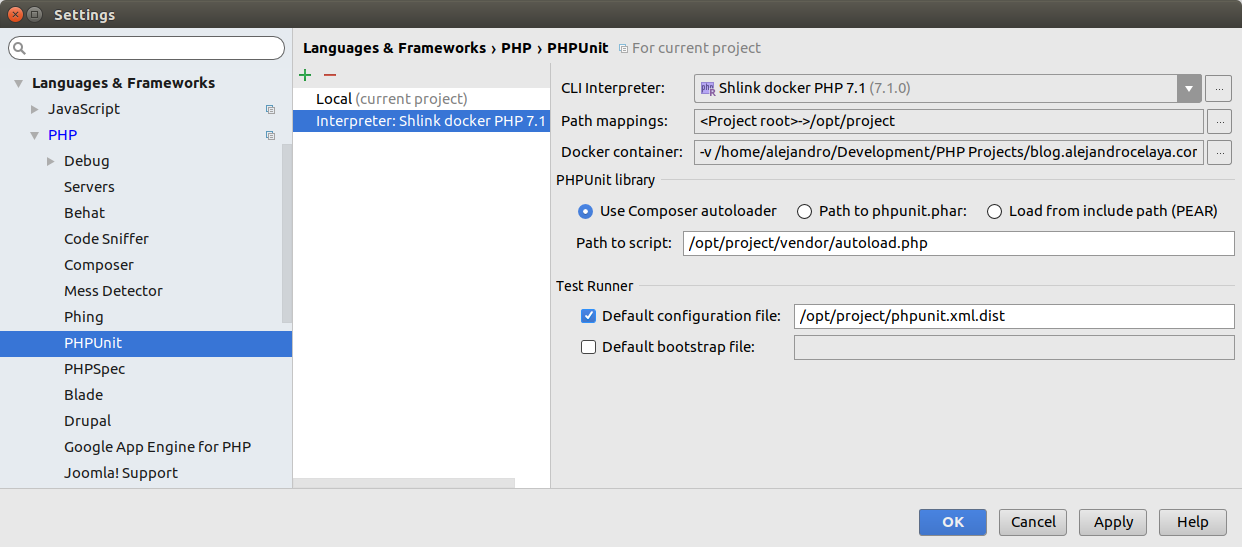 Settings
Languages & Frameworks
JavaScript
PHP
Debug
Servers
Behat
Code Sniffer
Composer
Mess Detector
Phing
PHPUnit
PHPSpec
Blade
Drupal
Google App Engine for PHP
Joomla! Support
Languages & Frameworks › PHP › PHPUnit For current project
Local (current project)
Interpreter: Shlink docker PHP 7.1
CLI Interpreter: Shlink docker PHP 7.1 (7.1.0) ...
Path mappings: <Project root>->/opt/project ...
Docker container: -v /home/alejandro/Development/PHP Projects/blog.alejandrocelaya.cor ...
PHPUnit library
Use Composer autoloader Path to phpunit.phar: Load from include path (PEAR)
Path to script: /opt/project/vendor/autoload.php
Test Runner
Default configuration file: /opt/project/phpunit.xml.dist
Default bootstrap file:
OK Cancel Apply Help